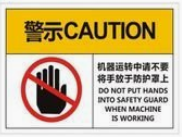 警示CAUTION
机器运转中请不要
将手放于防护罩上
DO NOT PUT HANDS
INTO SAFETY GUARD
WHEN MACHINE
IS WORKING